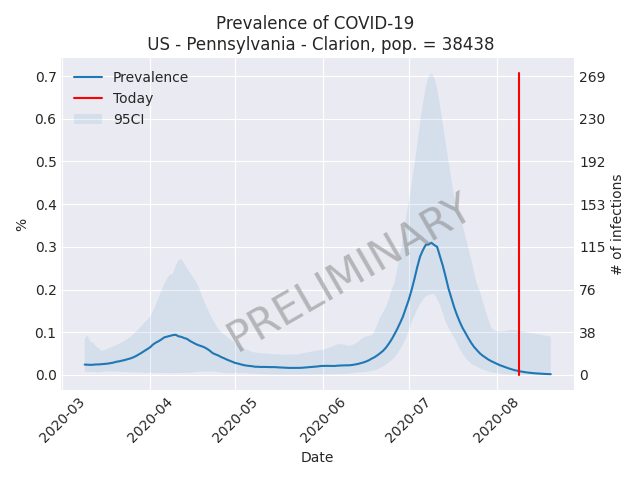 Prevalence of COVID-19
US - Pennsylvania - Clarion, pop. = 38438
Prevalence
Today
95CI
PRELIMINARY
%
0.7
0.6
0.5
0.4
0.3
0.2
0.1
0.0
269
230
192
153
115
76
38
0
# of infections
2020-03
2020-04
2020-05
2020-06
2020-07
2020-08
Date